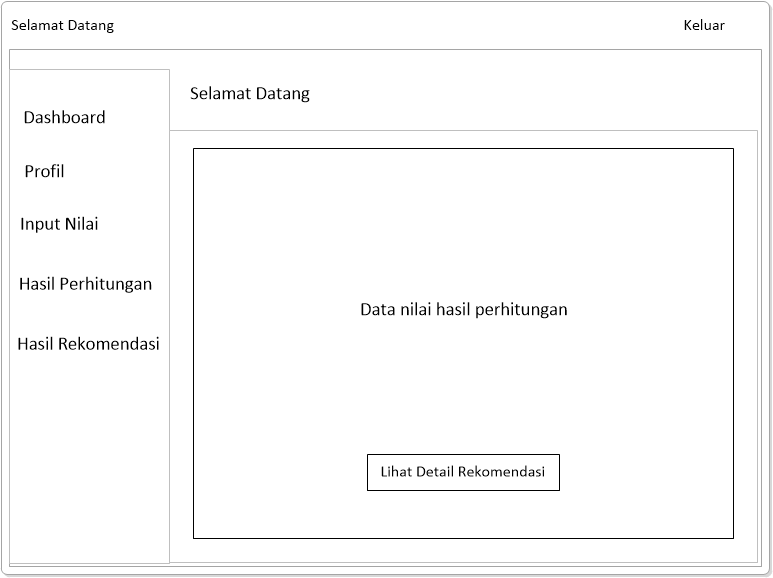 Selamat Datang
Keluar
Selamat Datang
Dashboard
Profil
Input Nilai
Hasil Perhitungan
Hasil Rekomendasi
Data nilai hasil perhitungan
Lihat Detail Rekomendasi